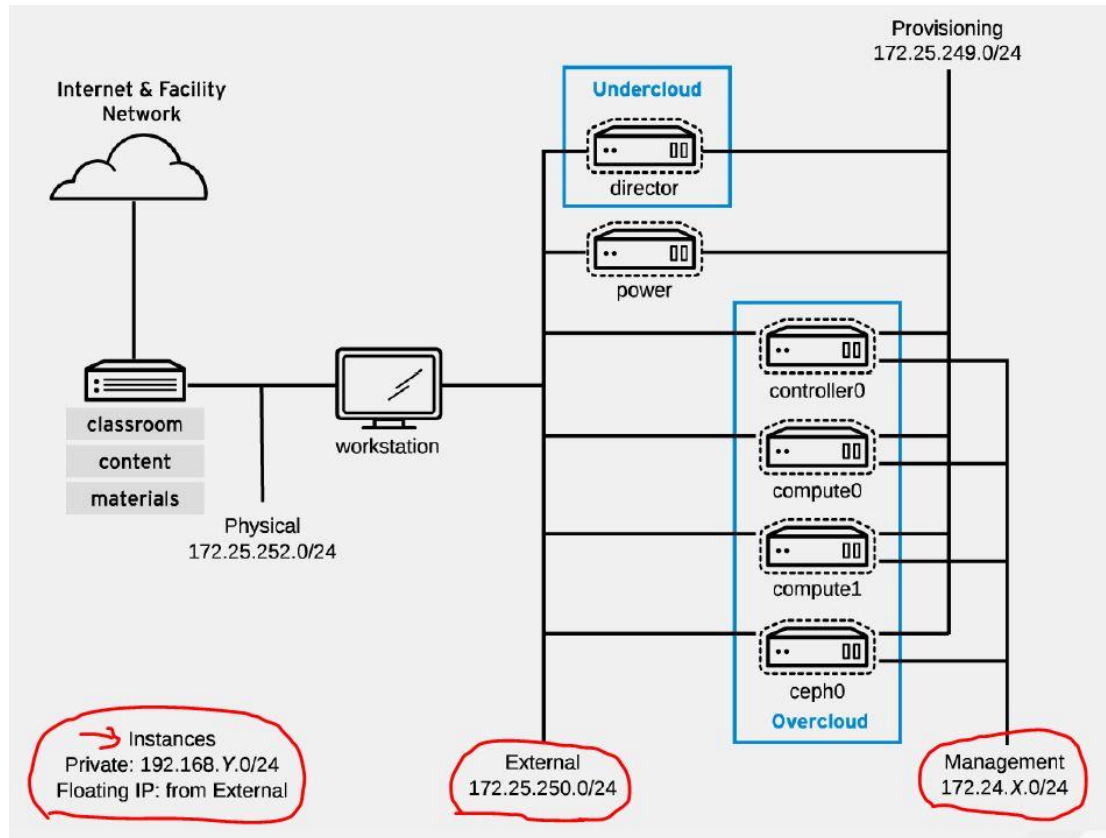 Provisioning
172.25.249.0/24
Internet & Facility
Network
Undercloud
director
power
controller0
classroom
content
materials
workstation
compute0
Physical
172.25.252.0/24
compute1
ceph0
Overcloud
Instances
Private: 192.168.Y.0/24
Floating IP: from External
External
172.25.250.0/24
Management
172.24.X.0/24